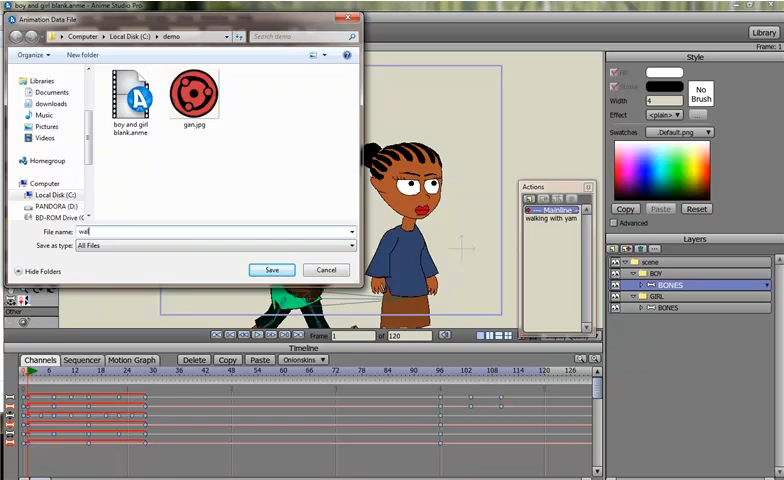 boy and girl blank.anme - Anime Studio Pro
Animation Data File
Computer
Local Disk (C:)
demo
Search demo
Organize
New folder
Libraries
Documents
downloads
Music
Pictures
Videos
Homegroup
Computer
Local Disk (C:)
PANDORA (D:)
BD-ROM Drive (
boy and girl
blank.anme
gan.jpg
File name: wal
Save as type: All Files
Hide Folders
Save
Cancel
Other
Frame: 1
Library
Style
Fill
Stroke
Width 4
Effect <plain>
No
Brush
Swatches .Default.png
Copy
Paste
Reset
Advanced
Layers
scene
BOY
BONES
GIRL
BONES
Actions
Mainline
walking with yam
Frame 1 of 120
Timeline
Channels
Sequencer
Motion Graph
Delete
Copy
Paste
Onionskins
0 6 12 18 24 30 36 42 48 54 60 66 72 78 84 90 96 102 108 114 120 126